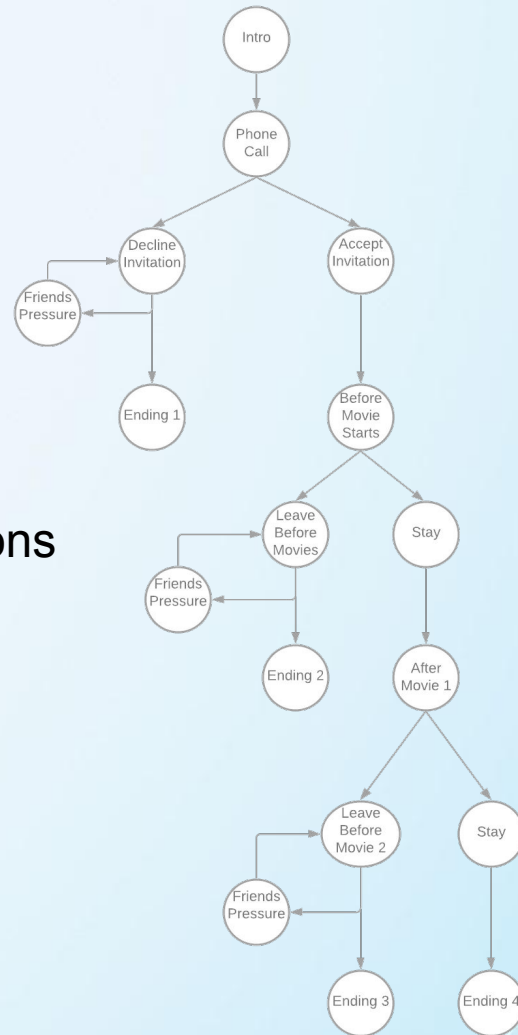 Intro
Phone
Call
Decline
Invitation
Accept
Invitation
Friends
Pressure
Ending 1
Before
Movie
Starts
ons
Leave
Before
Movies
Stay
Friends
Pressure
Ending 2
After
Movie 1
Leave
Before
Movie 2
Stay
Friends
Pressure
Ending 3
Ending 4